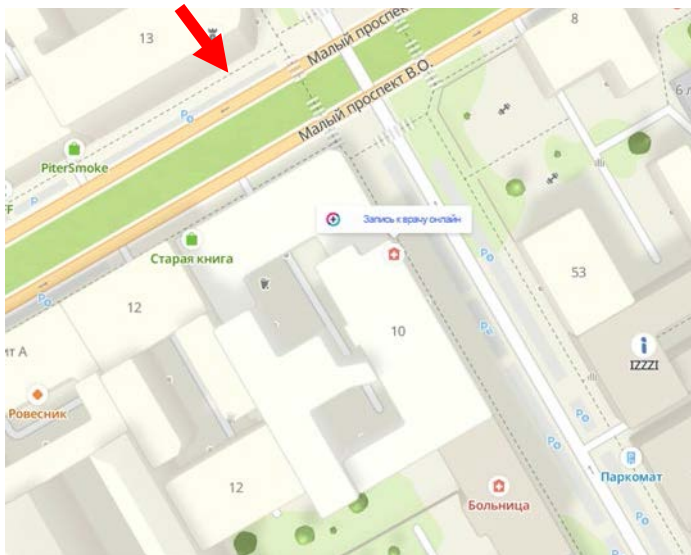 13
8
Малый проспект
Малый проспект В.О.
PiterSmoke
Запись к врачу онлайн
Старая книга
53
12
10
IZZZI
Ровесник
Паркомат
12
Больница